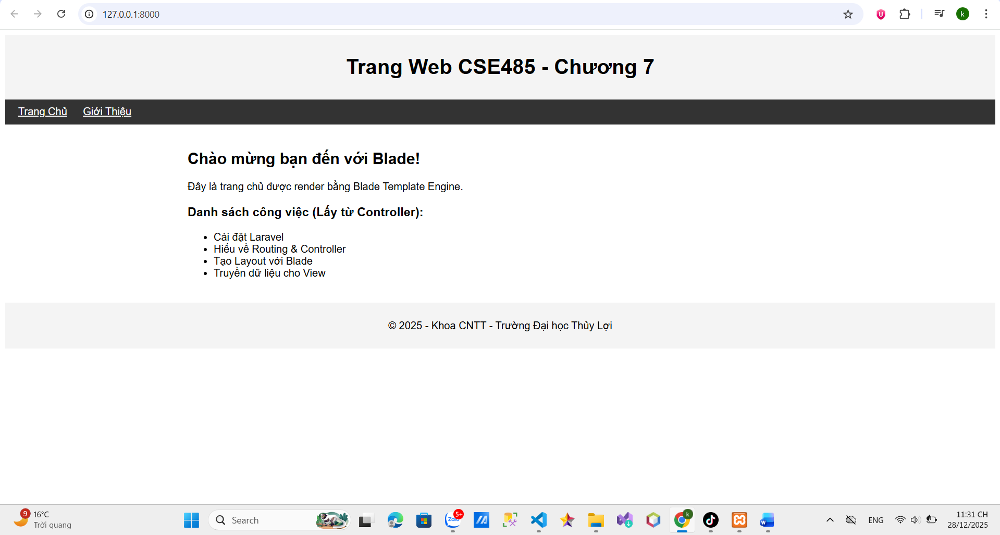 127.0.0.1:8000
k
Trang Web CSE485 - Chương 7
Trang Chủ Giới Thiệu
Chào mừng bạn đến với Blade!
Đây là trang chủ được render bằng Blade Template Engine.
Danh sách công việc (Lấy từ Controller):
Cài đặt Laravel
Hiểu về Routing & Controller
Tạo Layout với Blade
Truyền dữ liệu cho View
© 2025 - Khoa CNTT - Trường Đại học Thủy Lợi
9
16°C
Trời quang
Search
Zalo
5+
k
W
ENG
11:31 CH
28/12/2025